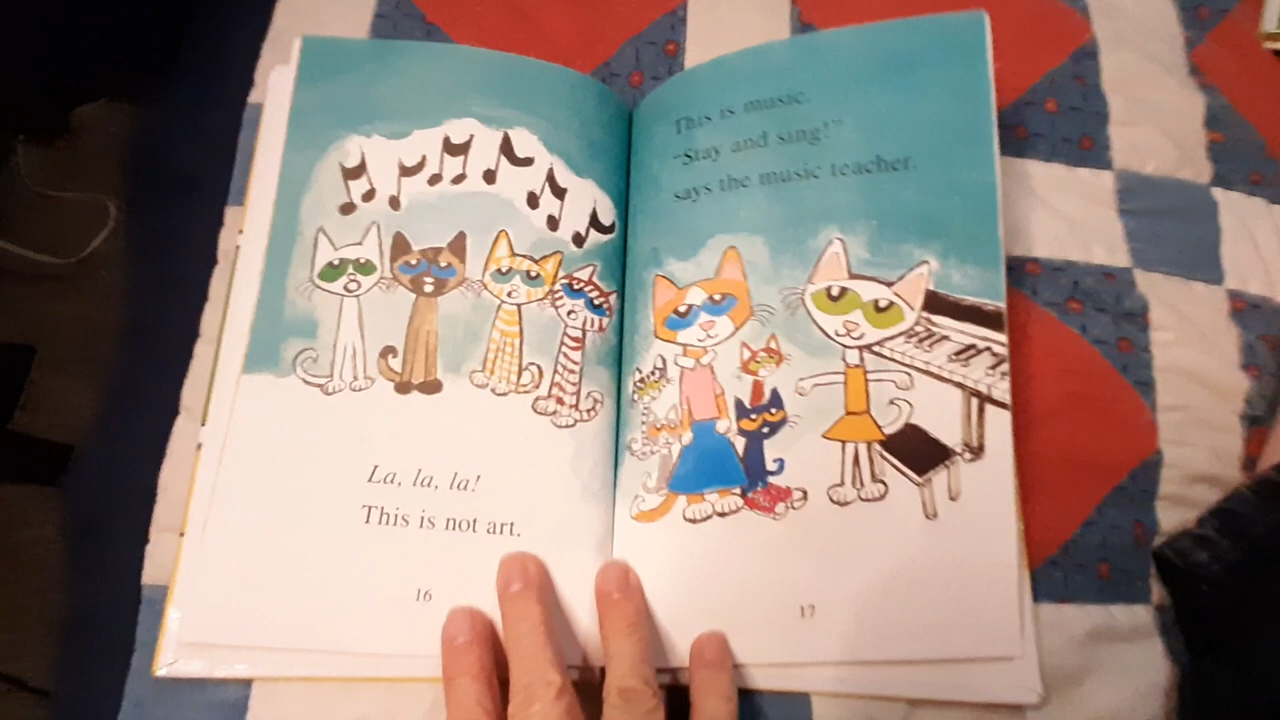 La, la, la!
This is not art.
16
This is music.
"Stay and sing!"
says the music teacher.
17